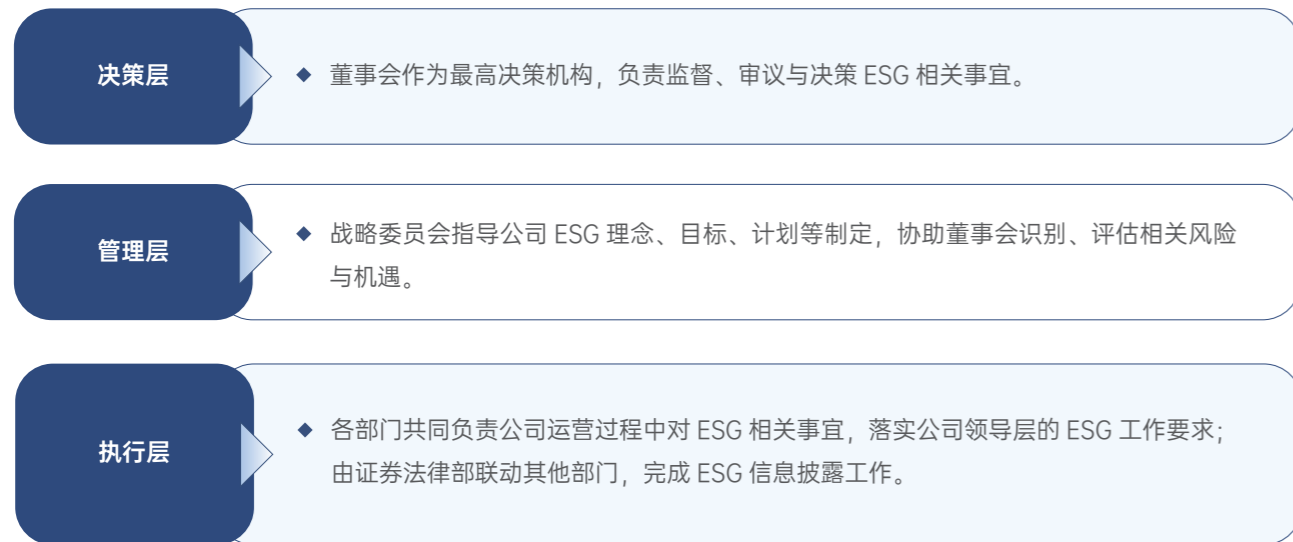 决策层
◆ 董事会作为最高决策机构，负责监督、审议与决策 ESG 相关事宜。
管理层
◆ 战略委员会指导公司 ESG 理念、目标、计划等制定，协助董事会识别、评估相关风险
与机遇。
执行层
◆ 各部门共同负责公司运营过程中对 ESG 相关事宜，落实公司领导层的 ESG 工作要求；
由证券法律部联动其他部门，完成 ESG 信息披露工作。